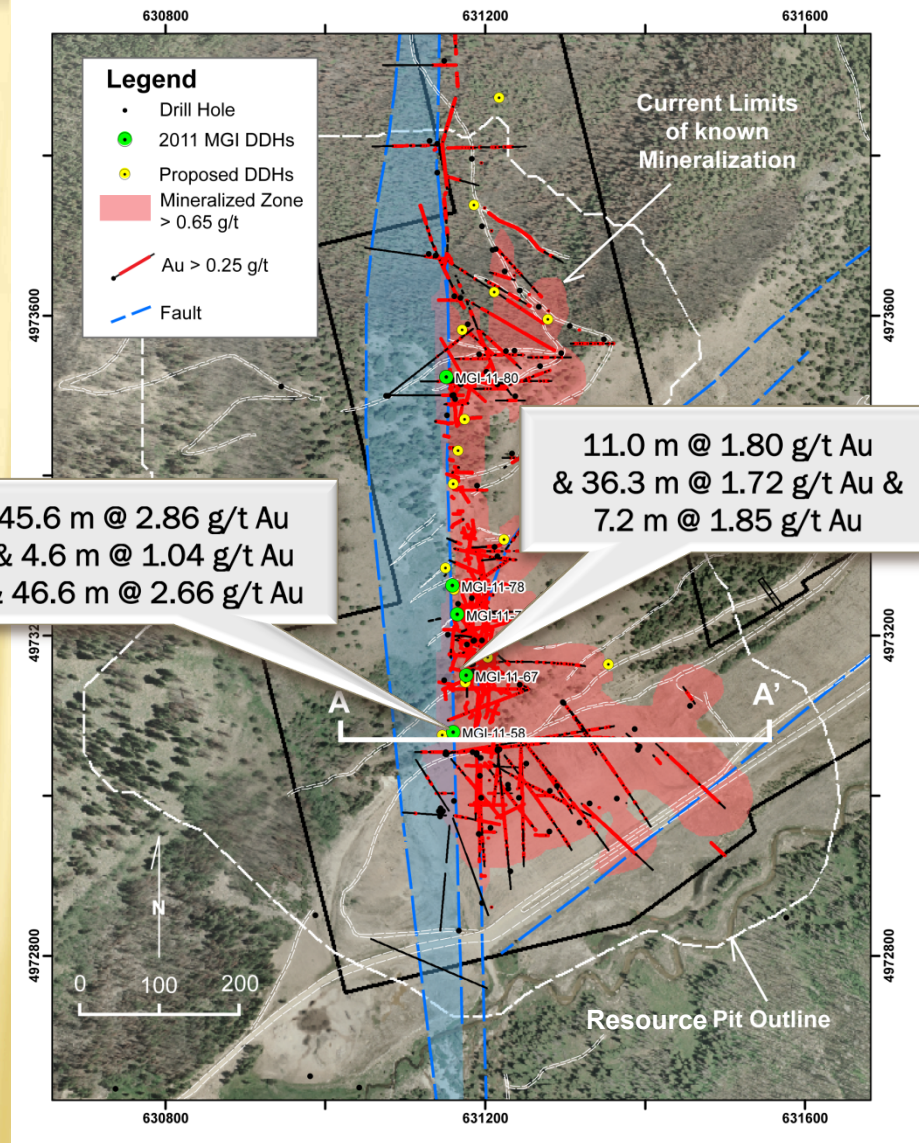 630800
631200
631600
Legend
Drill Hole
2011 MGI DDHs
Proposed DDHs
Mineralized Zone
> 0.65 g/t
Au > 0.25 g/t
Fault
Current Limits
of known
Mineralization
4973600
4973600
MGI-11-80
11.0 m @ 1.80 g/t Au
& 36.3 m @ 1.72 g/t Au &
7.2 m @ 1.85 g/t Au
45.6 m @ 2.86 g/t Au
& 4.6 m @ 1.04 g/t Au
& 46.6 m @ 2.66 g/t Au
MGI-11-78
MGI-11-7
4973200
MGI-11-67
A
A'
MGI-11-58
N
4972800
4972800
0 100 200
Resource Pit Outline
630800
631200
631600